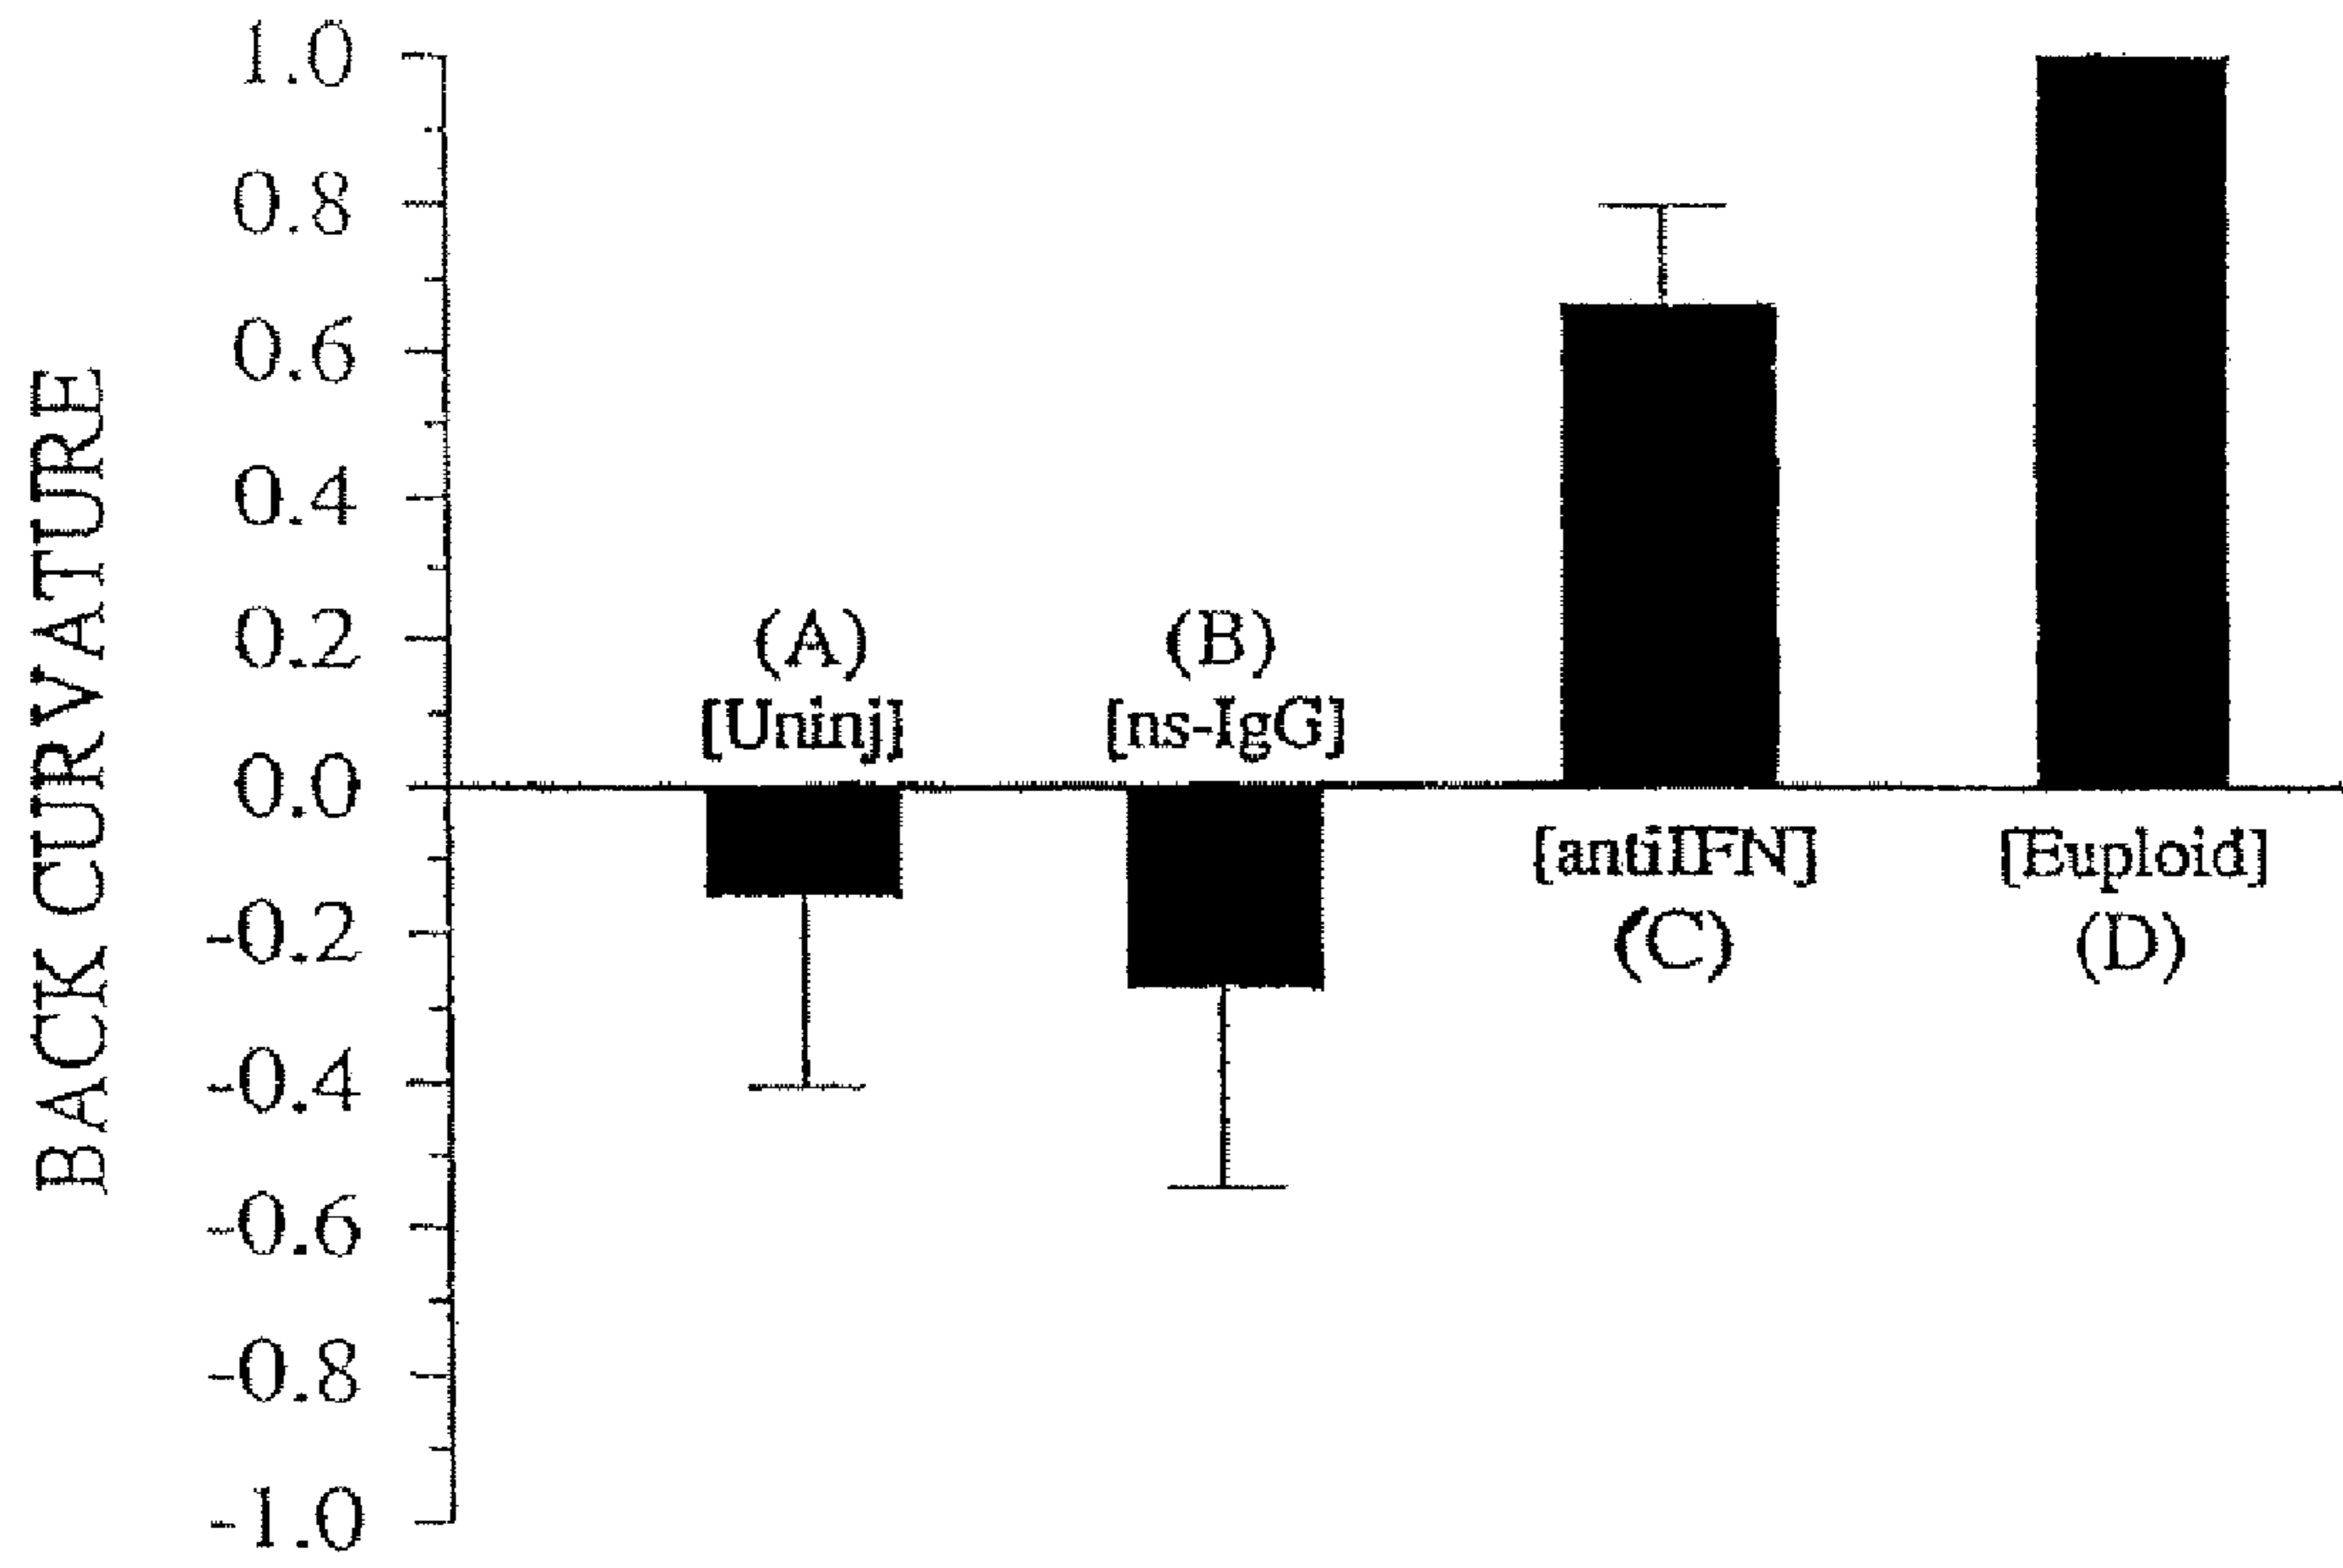 BACK CURVATURE
1.0
0.8
0.6
0.4
0.2
0.0
-0.2
-0.4
-0.6
-0.8
-1.0
(A)
[Uninj]
(B)
[ns-IgG]
[antiIFN]
(C)
[Euploid]
(D)